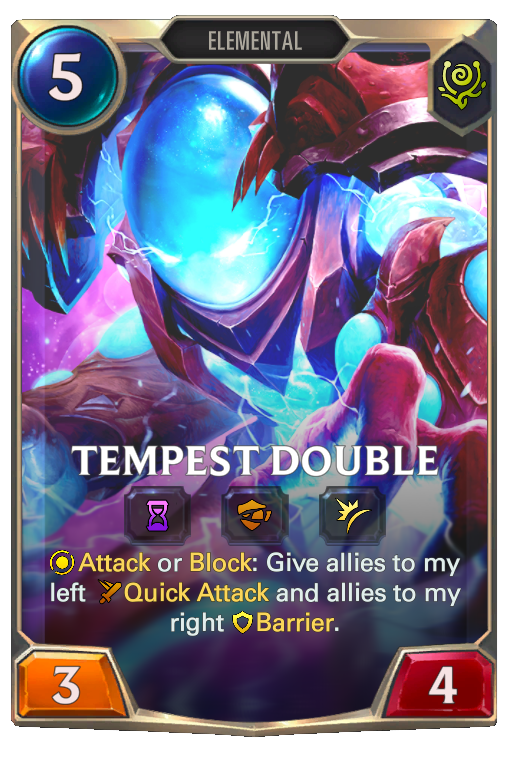 5
ELEMENTAL
TEMPEST DOUBLE
Attack or Block: Give allies to my
left Quick Attack and allies to my
right Barrier.
3
4